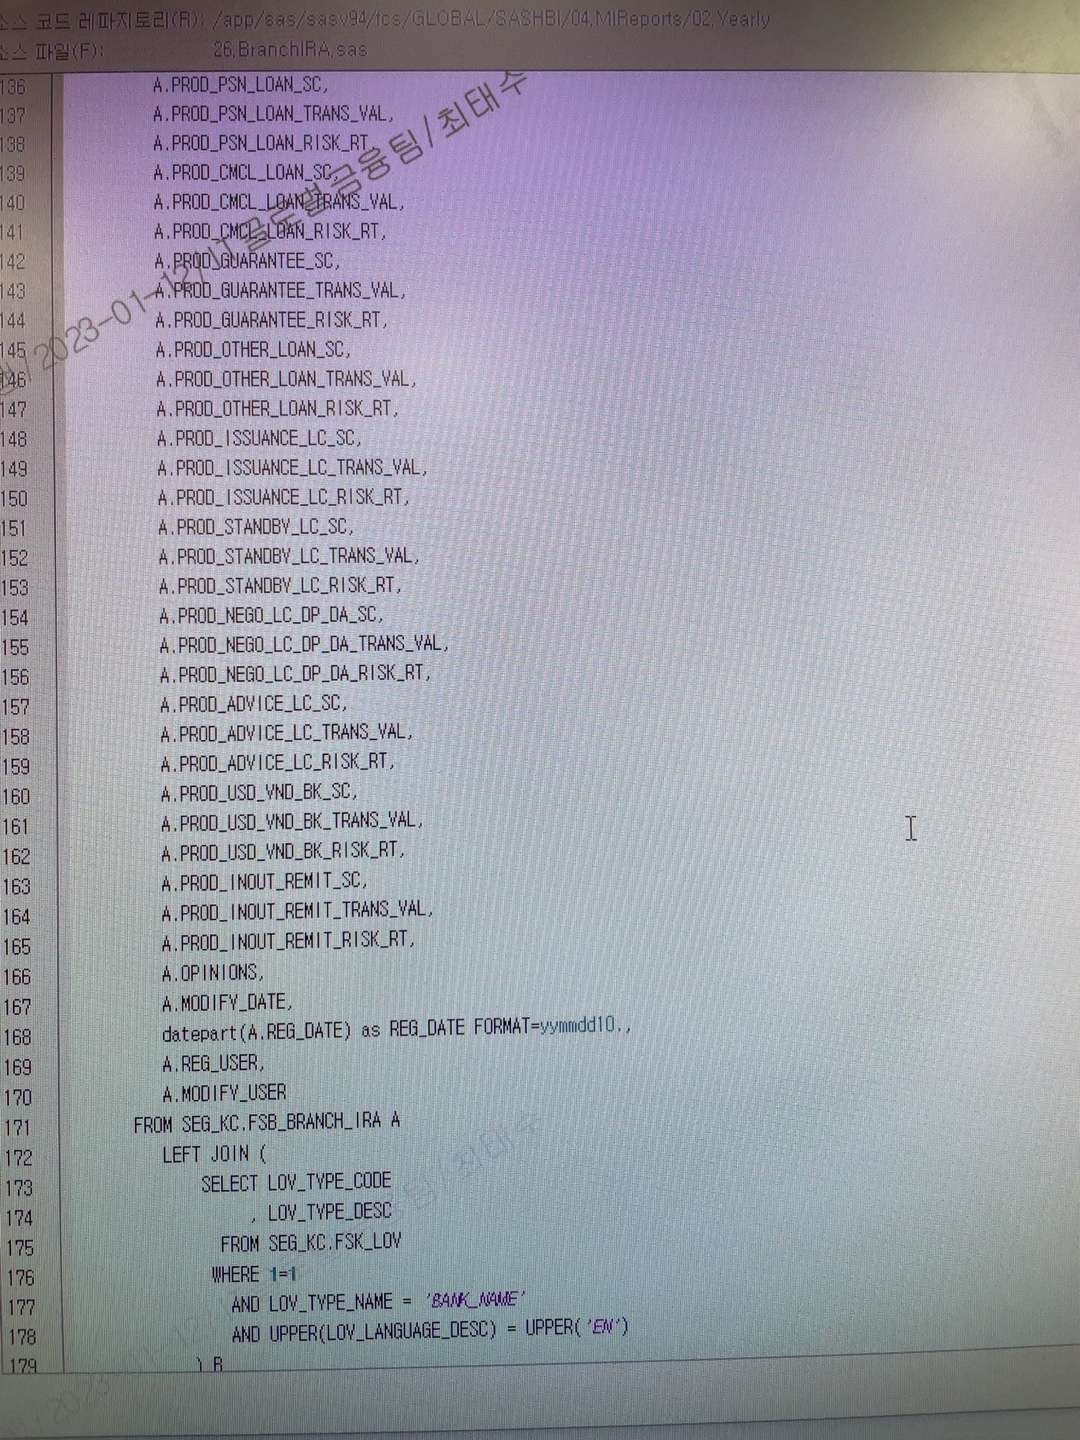 소스 코드 레파지토리(R): /app/sas/sasv94/fcs/GLOBAL/SASHBI/04.MIReports/02.Yearly
소스 파일(F): 26.BranchIRA.sas
136 A.PROD_PSN_LOAN_SC,
137 A.PROD_PSN_LOAN_TRANS_VAL,
138 A.PROD_PSN_LOAN_RISK_RT,
139 A.PROD_CMCL_LOAN_SC,
140 A.PROD_CMCL_LOAN_TRANS_VAL,
141 A.PROD_CMCL_LOAN_RISK_RT,
142 A.PROD_GUARANTEE_SC,
143 A.PROD_GUARANTEE_TRANS_VAL,
144 A.PROD_GUARANTEE_RISK_RT,
145 A.PROD_OTHER_LOAN_SC,
146 A.PROD_OTHER_LOAN_TRANS_VAL,
147 A.PROD_OTHER_LOAN_RISK_RT,
148 A.PROD_ISSUANCE_LC_SC,
149 A.PROD_ISSUANCE_LC_TRANS_VAL,
150 A.PROD_ISSUANCE_LC_RISK_RT,
151 A.PROD_STANDBY_LC_SC,
152 A.PROD_STANDBY_LC_TRANS_VAL,
153 A.PROD_STANDBY_LC_RISK_RT,
154 A.PROD_NEGO_LC_DP_DA_SC,
155 A.PROD_NEGO_LC_DP_DA_TRANS_VAL,
156 A.PROD_NEGO_LC_DP_DA_RISK_RT,
157 A.PROD_ADVICE_LC_SC,
158 A.PROD_ADVICE_LC_TRANS_VAL,
159 A.PROD_ADVICE_LC_RISK_RT,
160 A.PROD_USD_VND_BK_SC,
161 A.PROD_USD_VND_BK_TRANS_VAL,
162 A.PROD_USD_VND_BK_RISK_RT,
163 A.PROD_INOUT_REMIT_SC,
164 A.PROD_INOUT_REMIT_TRANS_VAL,
165 A.PROD_INOUT_REMIT_RISK_RT,
166 A.OPINIONS,
167 A.MODIFY_DATE,
168 datepart(A.REG_DATE) as REG_DATE FORMAT=yymmdd10.,
169 A.REG_USER,
170 A.MODIFY_USER
171 FROM SEG_KC.FSB_BRANCH_IRA A
172 LEFT JOIN (
173 SELECT LOV_TYPE_CODE
174 , LOV_TYPE_DESC
175 FROM SEG_KC.FSK_LOV
176 WHERE 1=1
177 AND LOV_TYPE_NAME = 'BANK_NAME'
178 AND UPPER(LOV_LANGUAGE_DESC) = UPPER('EN')
179 ) B
/ 2023-01-12 / IT글로벌금융팀/최태수